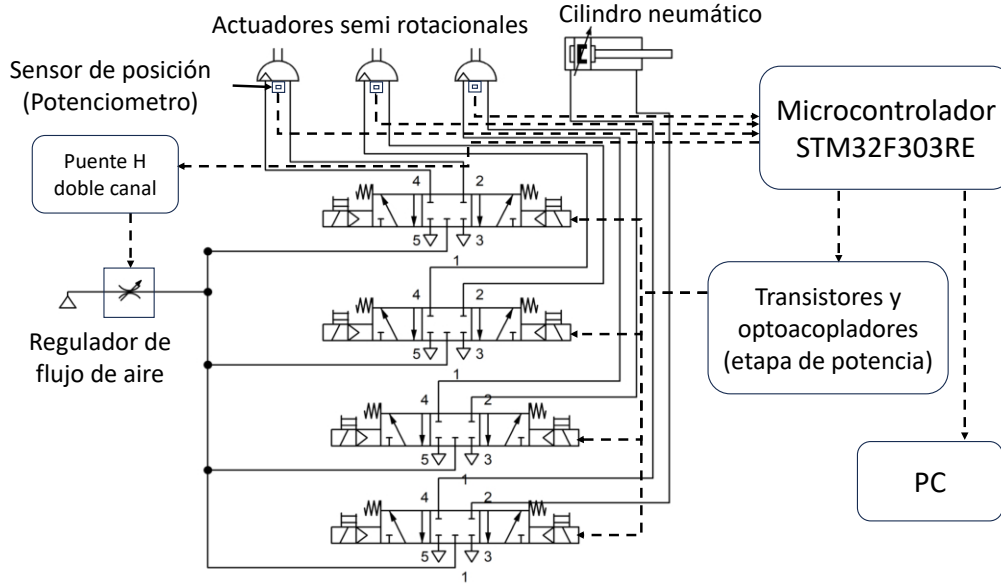 Actuadores semi rotacionales
Cilindro neumático
Sensor de posición
(Potenciometro)
Microcontrolador
STM32F303RE
Puente H
doble canal
4 2
5 3
1
4 2
5 3
1
4 2
5 3
1
4 2
5 3
1
Regulador de
flujo de aire
Transistores y
optoacopladores
(etapa de potencia)
PC